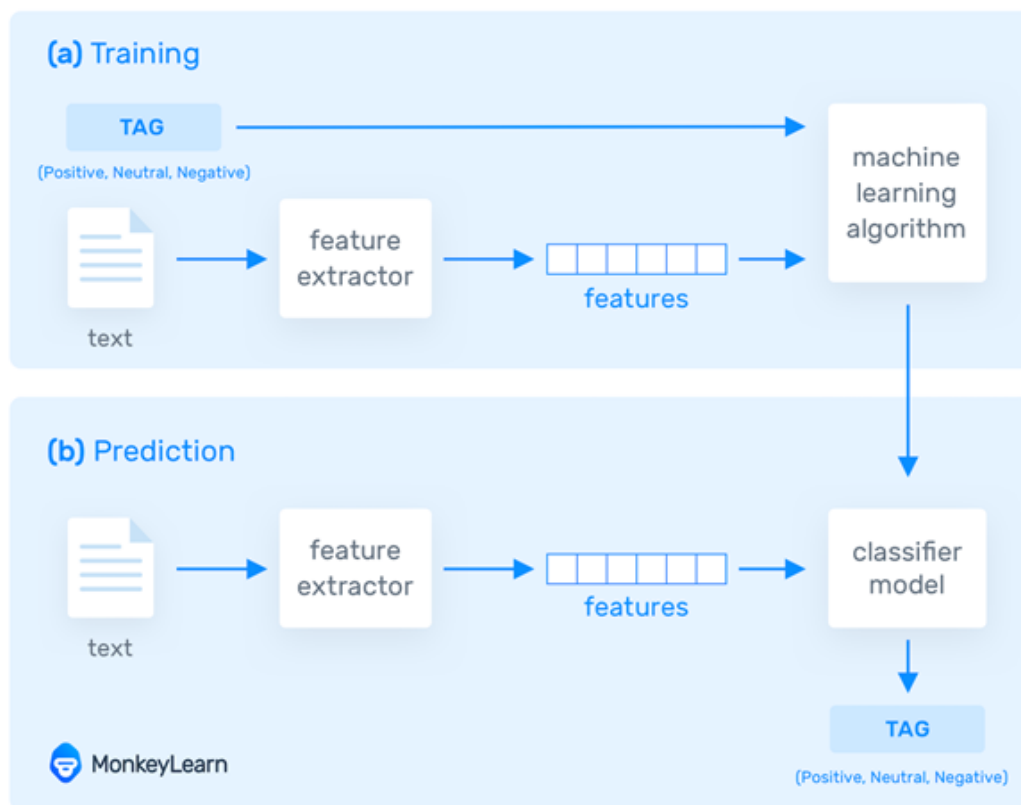 (a) Training
TAG
(Positive, Neutral, Negative)
machine
learning
algorithm
feature
extractor
features
text
(b) Prediction
feature
extractor
features
classifier
model
text
TAG
(Positive, Neutral, Negative)
MonkeyLearn